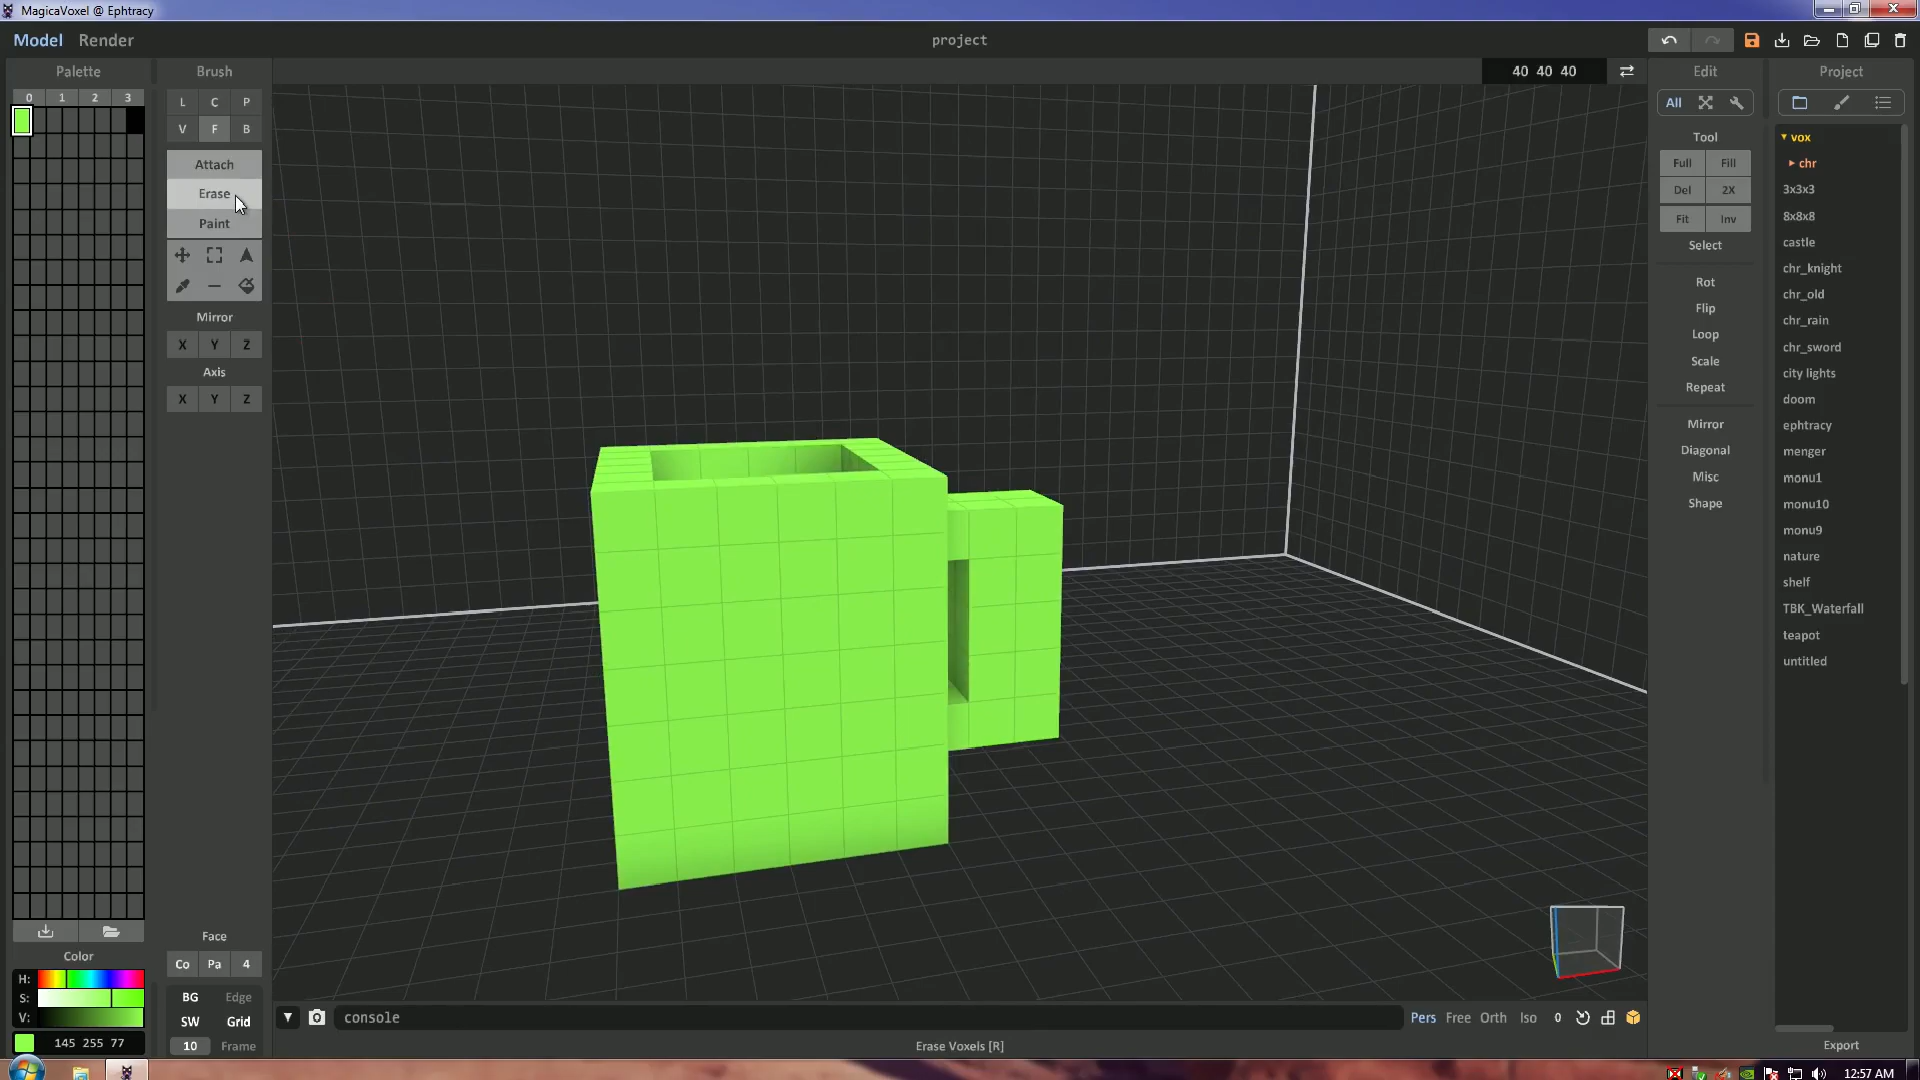 MagicaVoxel @ Ephtracy
Model Render
project
Palette
0 1 2 3
Color
H:
S:
V:
145 255 77
Brush
L C P
V F B
Attach
Erase
Paint
Mirror
X Y Z
Axis
X Y Z
Face
Co Pa 4
BG Edge
SW Grid
10 Frame
40 40 40
console
Pers Free Orth Iso 0
Erase Voxels [R]
Edit
All
Tool
Full Fill
Del 2X
Fit Inv
Select
Rot
Flip
Loop
Scale
Repeat
Mirror
Diagonal
Misc
Shape
Project
vox
chr
3x3x3
8x8x8
castle
chr_knight
chr_old
chr_rain
chr_sword
city lights
doom
ephtracy
menger
monu1
monu10
monu9
nature
shelf
TBK_Waterfall
teapot
untitled
Export
12:57 AM